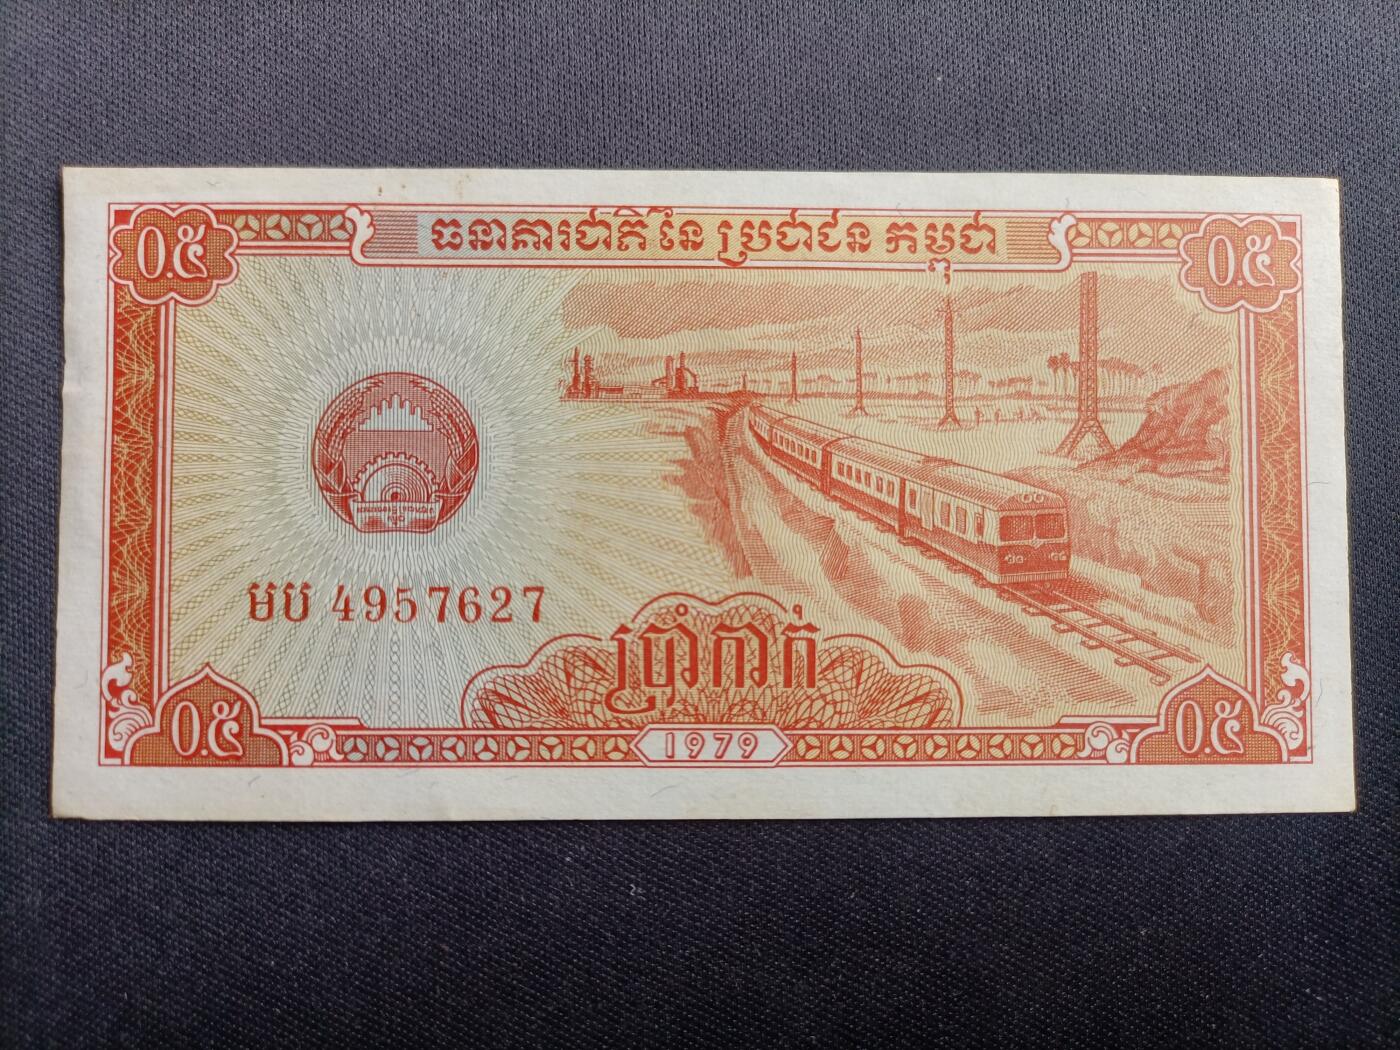 ធនាគារជាតិនៃ ប្រជាជន កម្ពុជា
០.៥
០.៥
មប 4957627
ប្រាំកាក់
០.៥
1979
០.៥